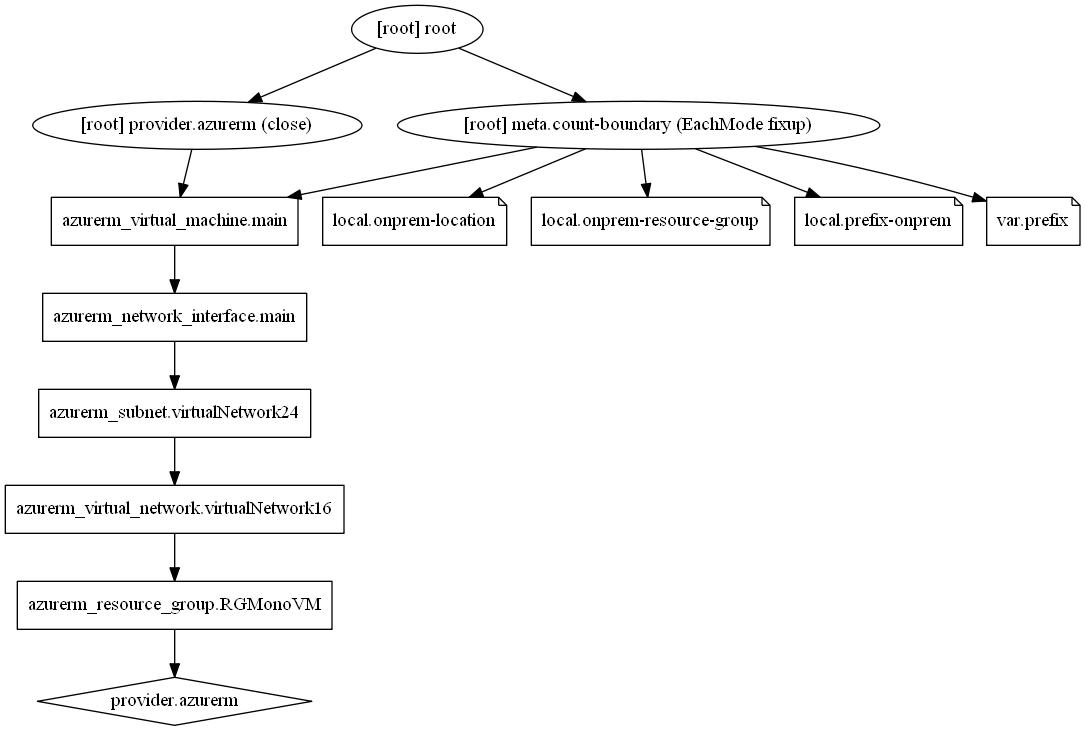 [root] root
[root] provider.azurerm (close)
[root] meta.count-boundary (EachMode fixup)
azurerm_virtual_machine.main
local.onprem-location
local.onprem-resource-group
local.prefix-onprem
var.prefix
azurerm_network_interface.main
azurerm_subnet.virtualNetwork24
azurerm_virtual_network.virtualNetwork16
azurerm_resource_group.RGMonoVM
provider.azurerm